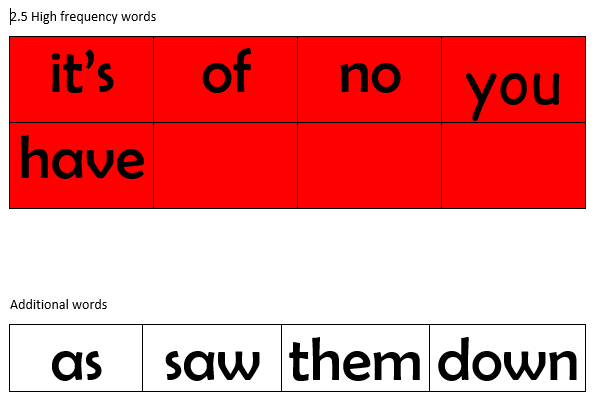 2.5 High frequency words
it’s of no you
have
Additional words
as saw them down